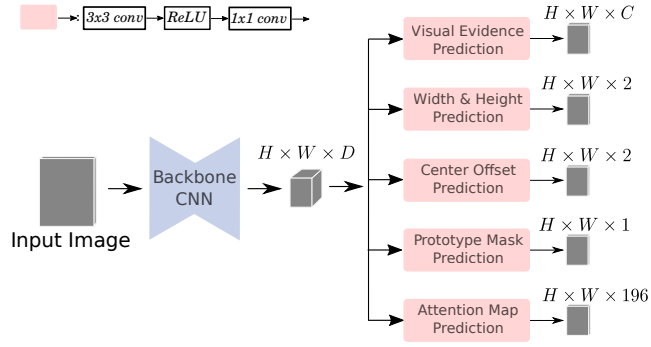 3x3 conv
ReLU
1x1 conv
H × W × C
Visual Evidence
Prediction
H × W × 2
Width & Height
Prediction
H × W × D
Backbone
CNN
Input Image
H × W × 2
Center Offset
Prediction
H × W × 1
Prototype Mask
Prediction
H × W × 196
Attention Map
Prediction